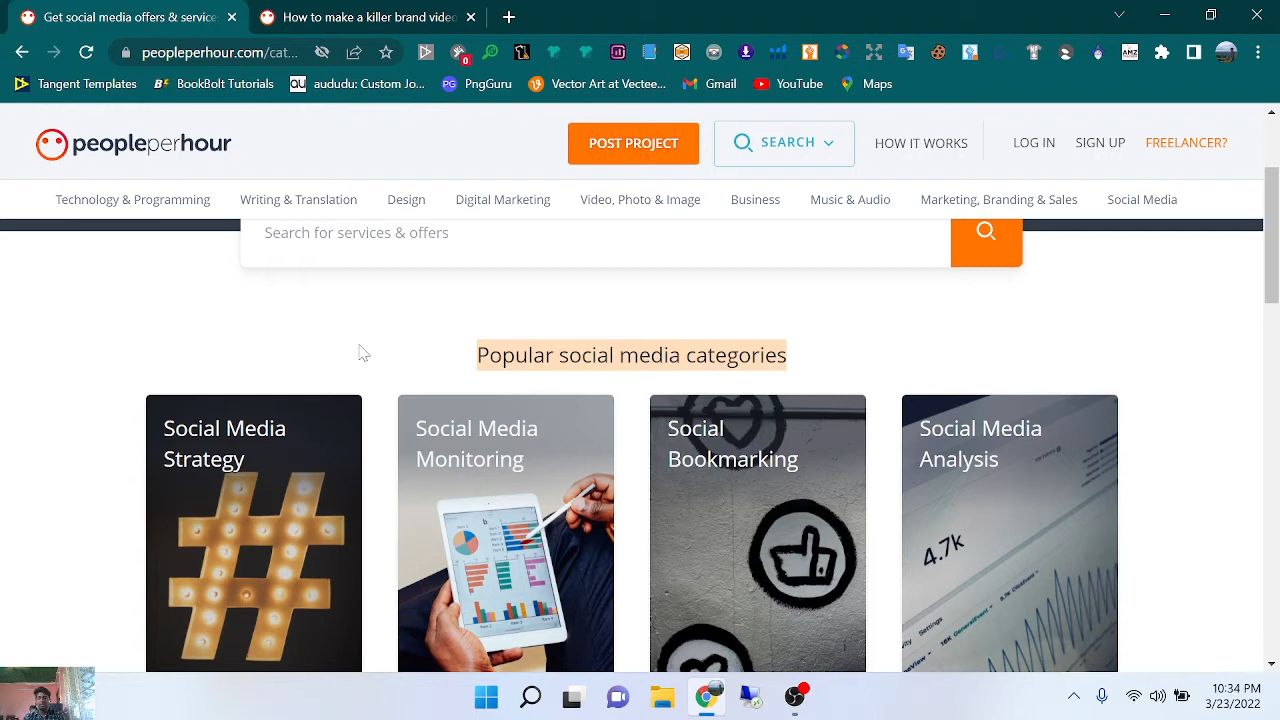 Get social media offers & service
How to make a killer brand video
peopleperhour.com/cat...
0
AMZ
Tangent Templates
BookBolt Tutorials
aududu: Custom Jo...
PngGuru
Vector Art at Vectee...
Gmail
YouTube
Maps
peopleperhour
POST PROJECT
SEARCH
HOW IT WORKS
LOG IN
SIGN UP
FREELANCER?
Technology & Programming
Writing & Translation
Design
Digital Marketing
Video, Photo & Image
Business
Music & Audio
Marketing, Branding & Sales
Social Media
Search for services & offers
Popular social media categories
Social Media
Strategy
Social Media
Monitoring
Social
Bookmarking
Social Media
Analysis
4.7k
Settings
10:34 PM
3/23/2022